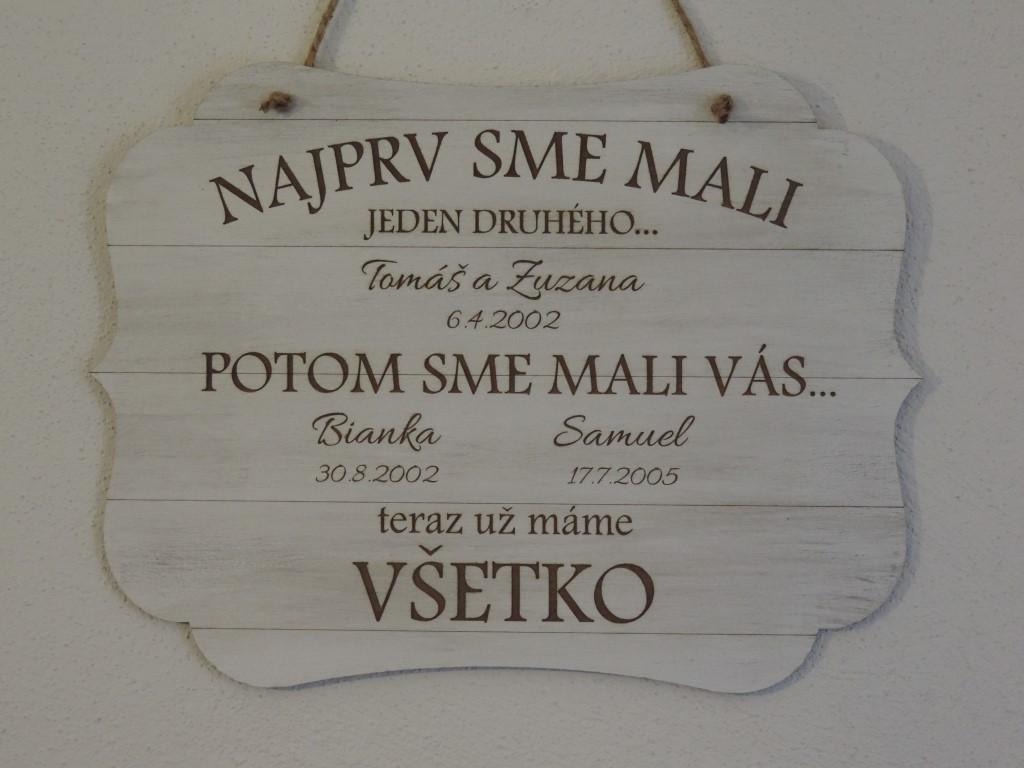 NAJPRV SME MALI
JEDEN DRUHÉHO...
Tomáš a Zuzana
6.4.2002
POTOM SME MALI VÁS...
Bianka Samuel
30.8.2002 17.7.2005
teraz už máme
VŠETKO